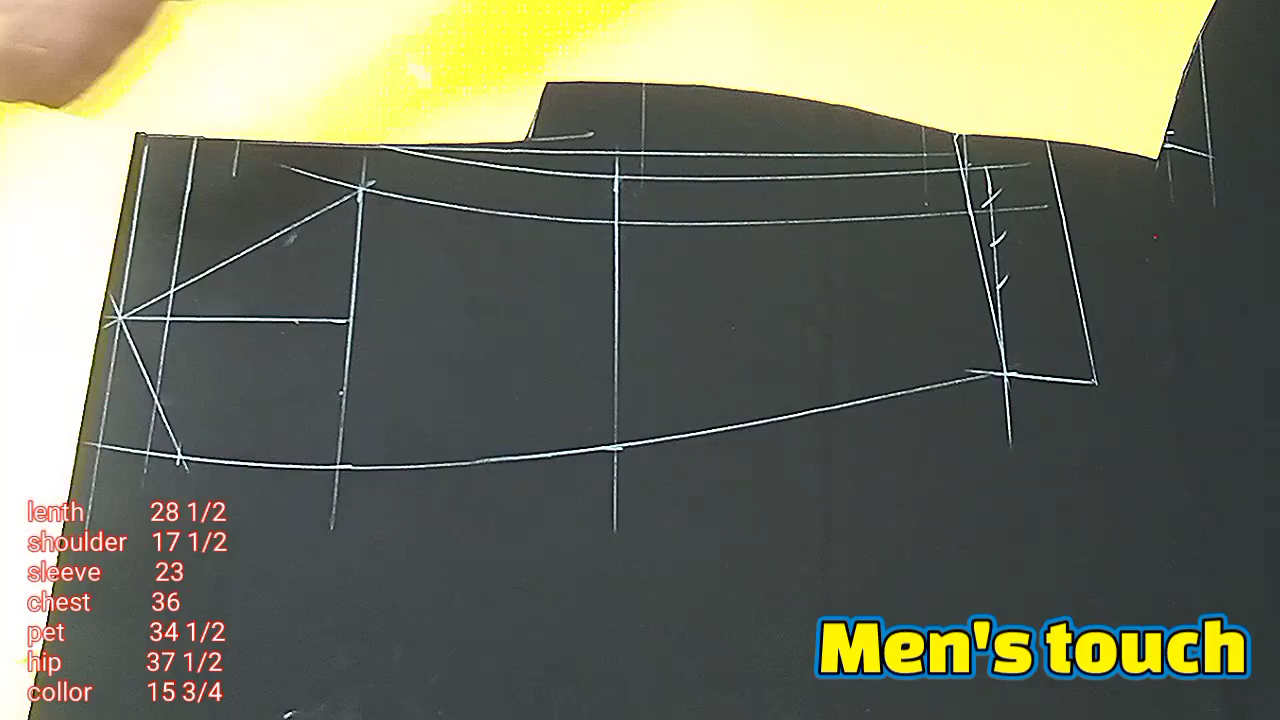 lenth 28 1/2
shoulder 17 1/2
sleeve 23
chest 36
pet 34 1/2
hip 37 1/2
collor 15 3/4
Men's touch